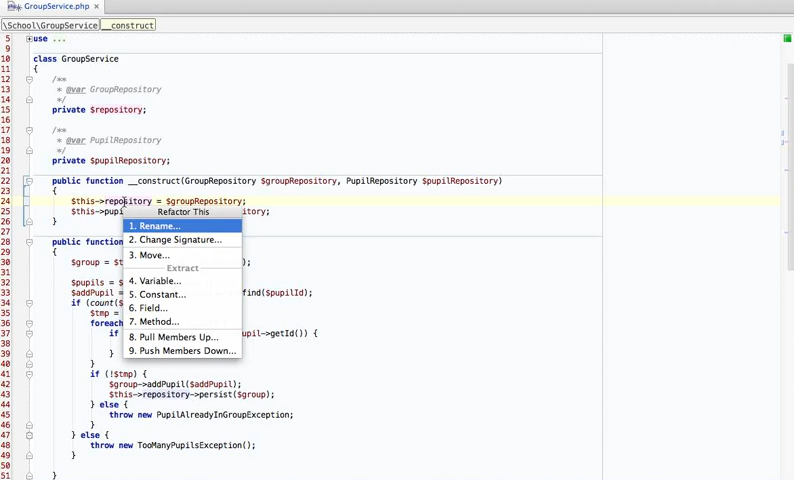 GroupService.php
\School\GroupService __construct
5 use ...
9
10 class GroupService
11 {
12 /**
13 * @var GroupRepository
14 */
15 private $repository;
16
17 /**
18 * @var PupilRepository
19 */
20 private $pupilRepository;
21
22 public function __construct(GroupRepository $groupRepository, PupilRepository $pupilRepository)
23 {
24 $this->repository = $groupRepository;
25 $this->pupi itory;
26 }
27
28 public function
29 {
30 $group = $t );
31
32 $pupils = $
33 $addPupil = find($pupilId);
34 if (count($
35 $tmp =
36 foreach
37 if upil->getId()) {
38
39 }
40 }
41 if (!$tmp) {
42 $group->addPupil($addPupil);
43 $this->repository->persist($group);
44 } else {
45 throw new PupilAlreadyInGroupException;
46 }
47 } else {
48 throw new TooManyPupilsException();
49 }
50
51 }
Refactor This
1. Rename...
2. Change Signature...
3. Move...
Extract
4. Variable...
5. Constant...
6. Field...
7. Method...
8. Pull Members Up...
9. Push Members Down...